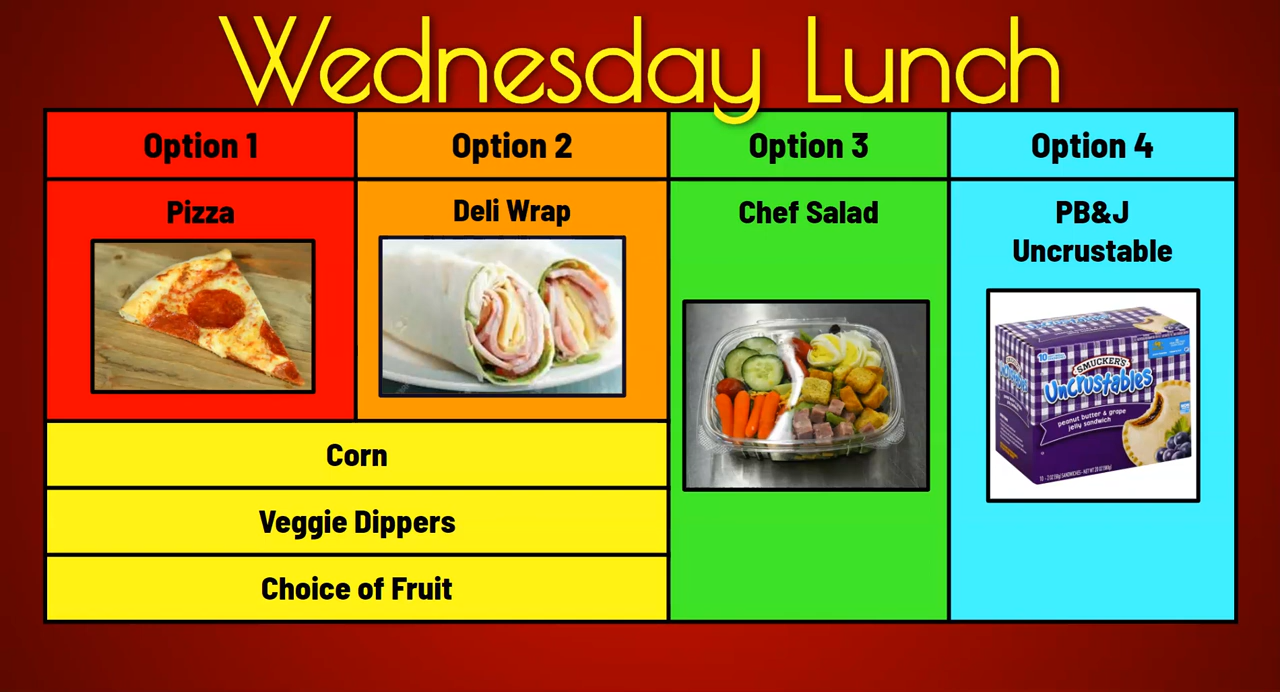 Wednesday Lunch
Option 1
Option 2
Option 3
Option 4
Pizza
Deli Wrap
Chef Salad
PB&J
Uncrustable
10
SMUCKER'S
Uncrustables
peanut butter & grape
jelly sandwich
Corn
Veggie Dippers
Choice of Fruit